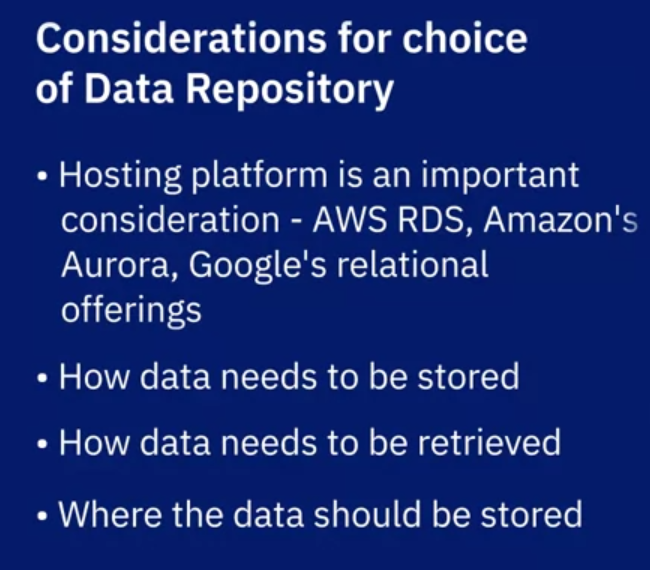 Considerations for choice
of Data Repository
• Hosting platform is an important
consideration - AWS RDS, Amazon's
Aurora, Google's relational
offerings
• How data needs to be stored
• How data needs to be retrieved
• Where the data should be stored